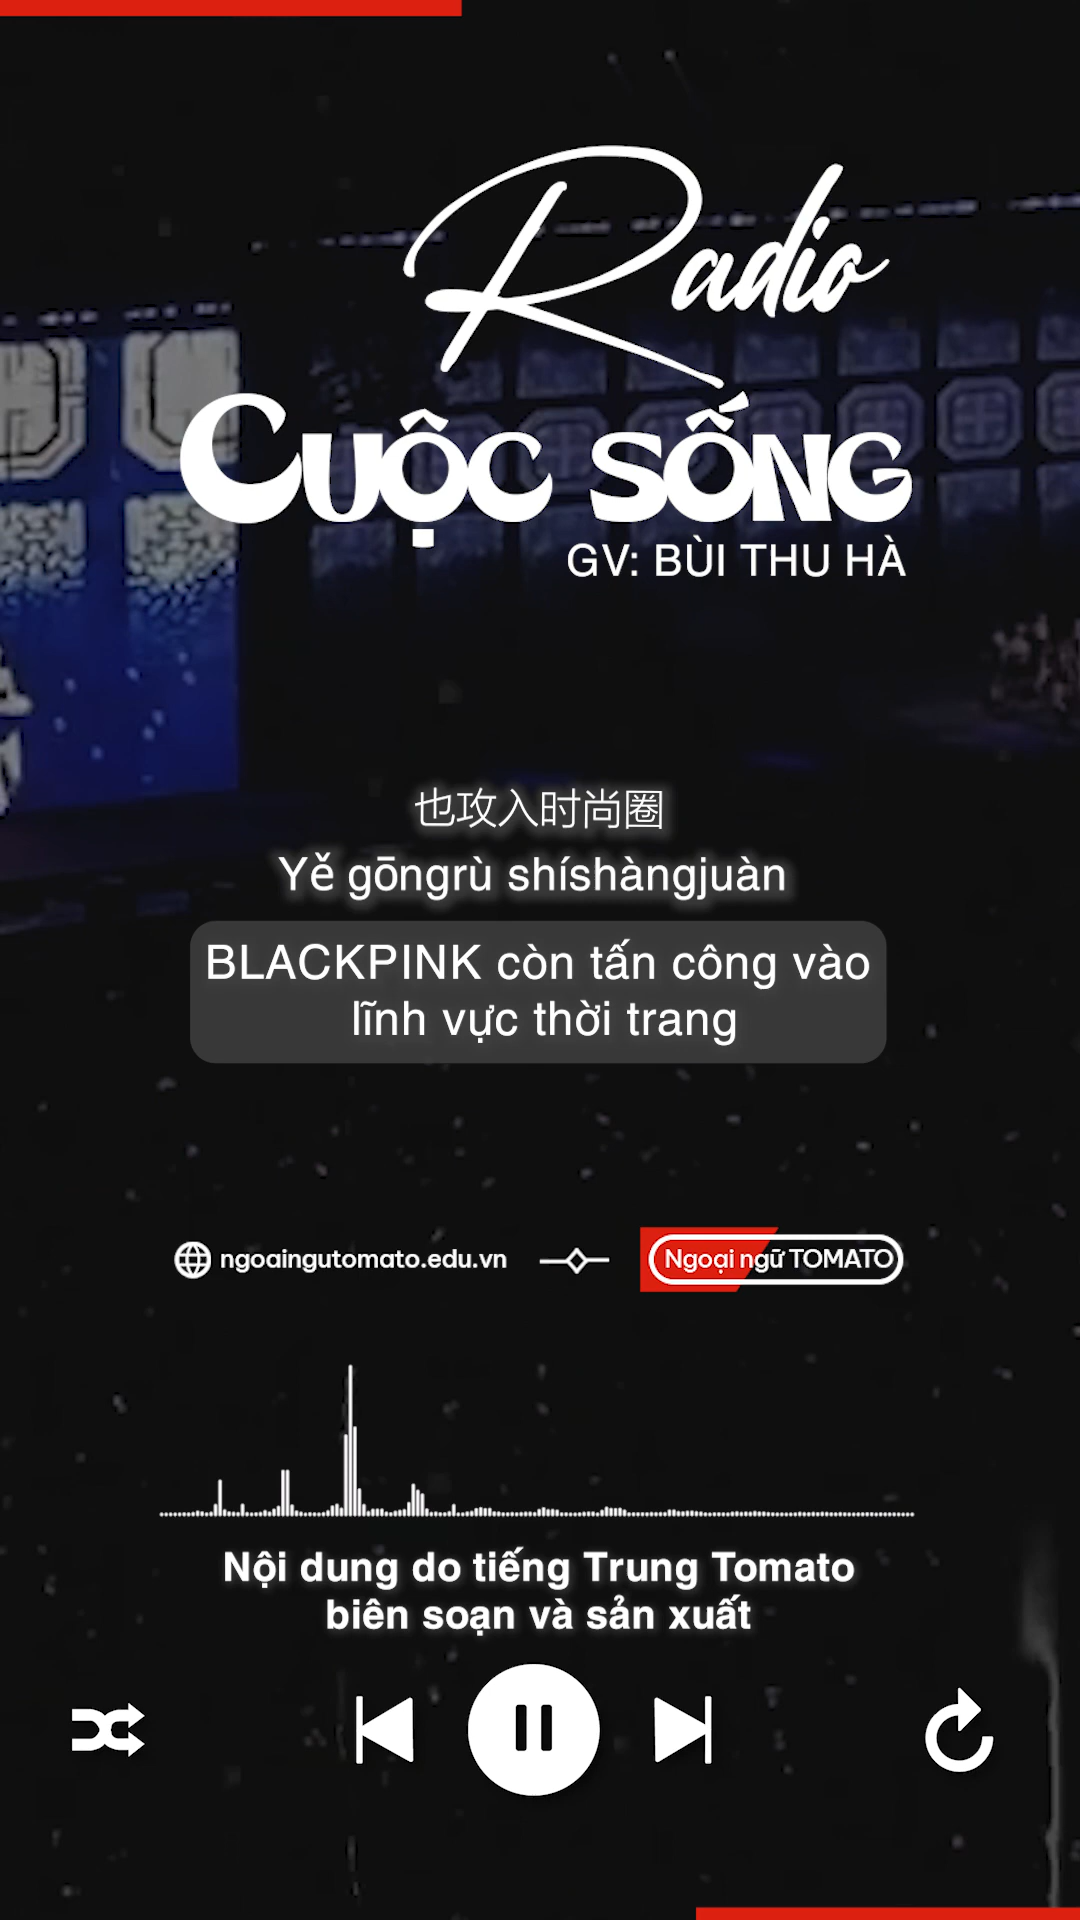 Radio
CUỘC SỐNG
GV: BÙI THU HÀ
也攻入时尚圈
Yě gōngrù shíshàngjuàn
BLACKPINK còn tấn công vào
lĩnh vực thời trang
ngoaingutomato.edu.vn
Ngoại ngữ TOMATO
Nội dung do tiếng Trung Tomato
biên soạn và sản xuất